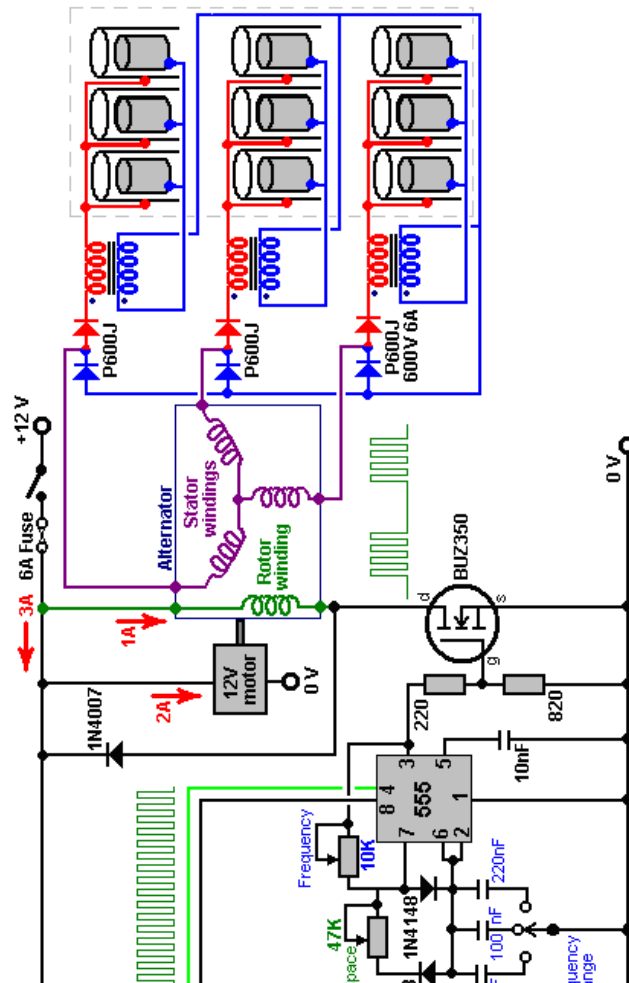 P600J
P600J
P600J
600V 6A
+12 V
6A Fuse
3A
Alternator
Stator
windings
Rotor
winding
1A
2A
12V
motor
0 V
0 V
BUZ350
d
s
g
220
820
1N4007
10nF
3
5
4
8
555
1
7
6
2
Frequency
10K
47K
1N4148
220nF
100 nF